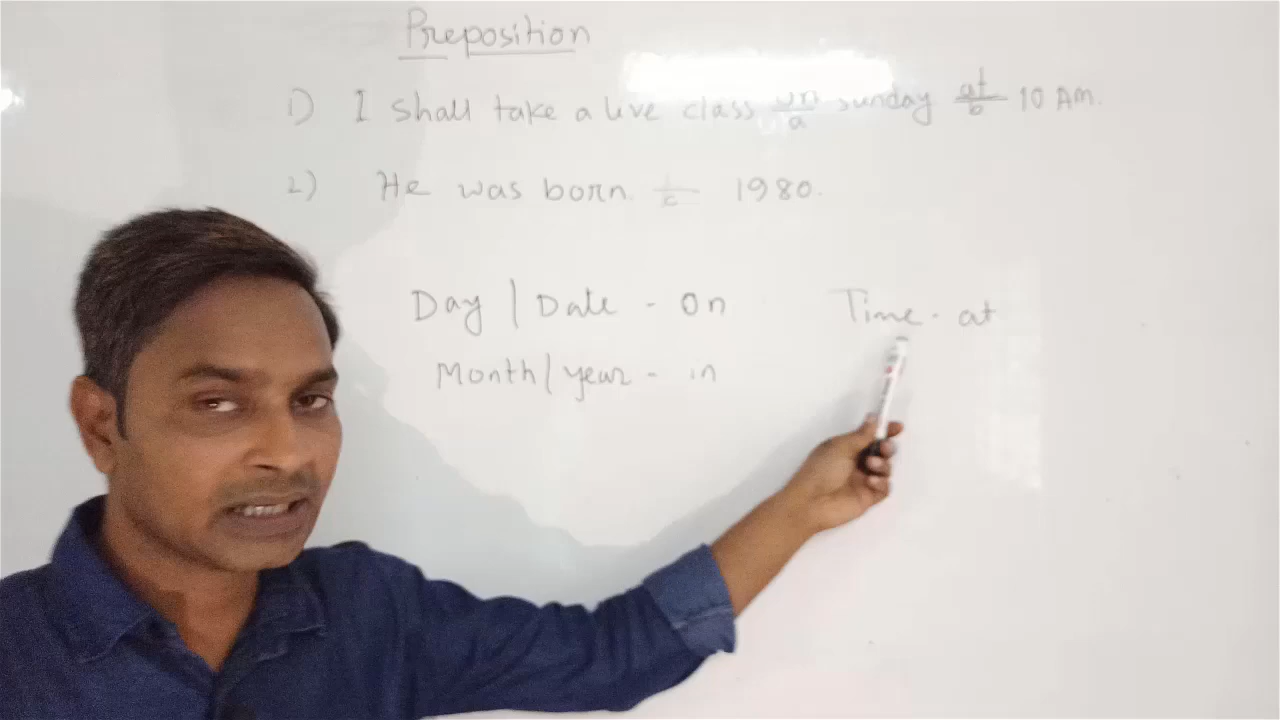 Preposition
1) I shall take a live class on sunday at 10 Am.
a b
2) He was born. 1980.
c
Day | Date - On
Time - at
Month/year - in